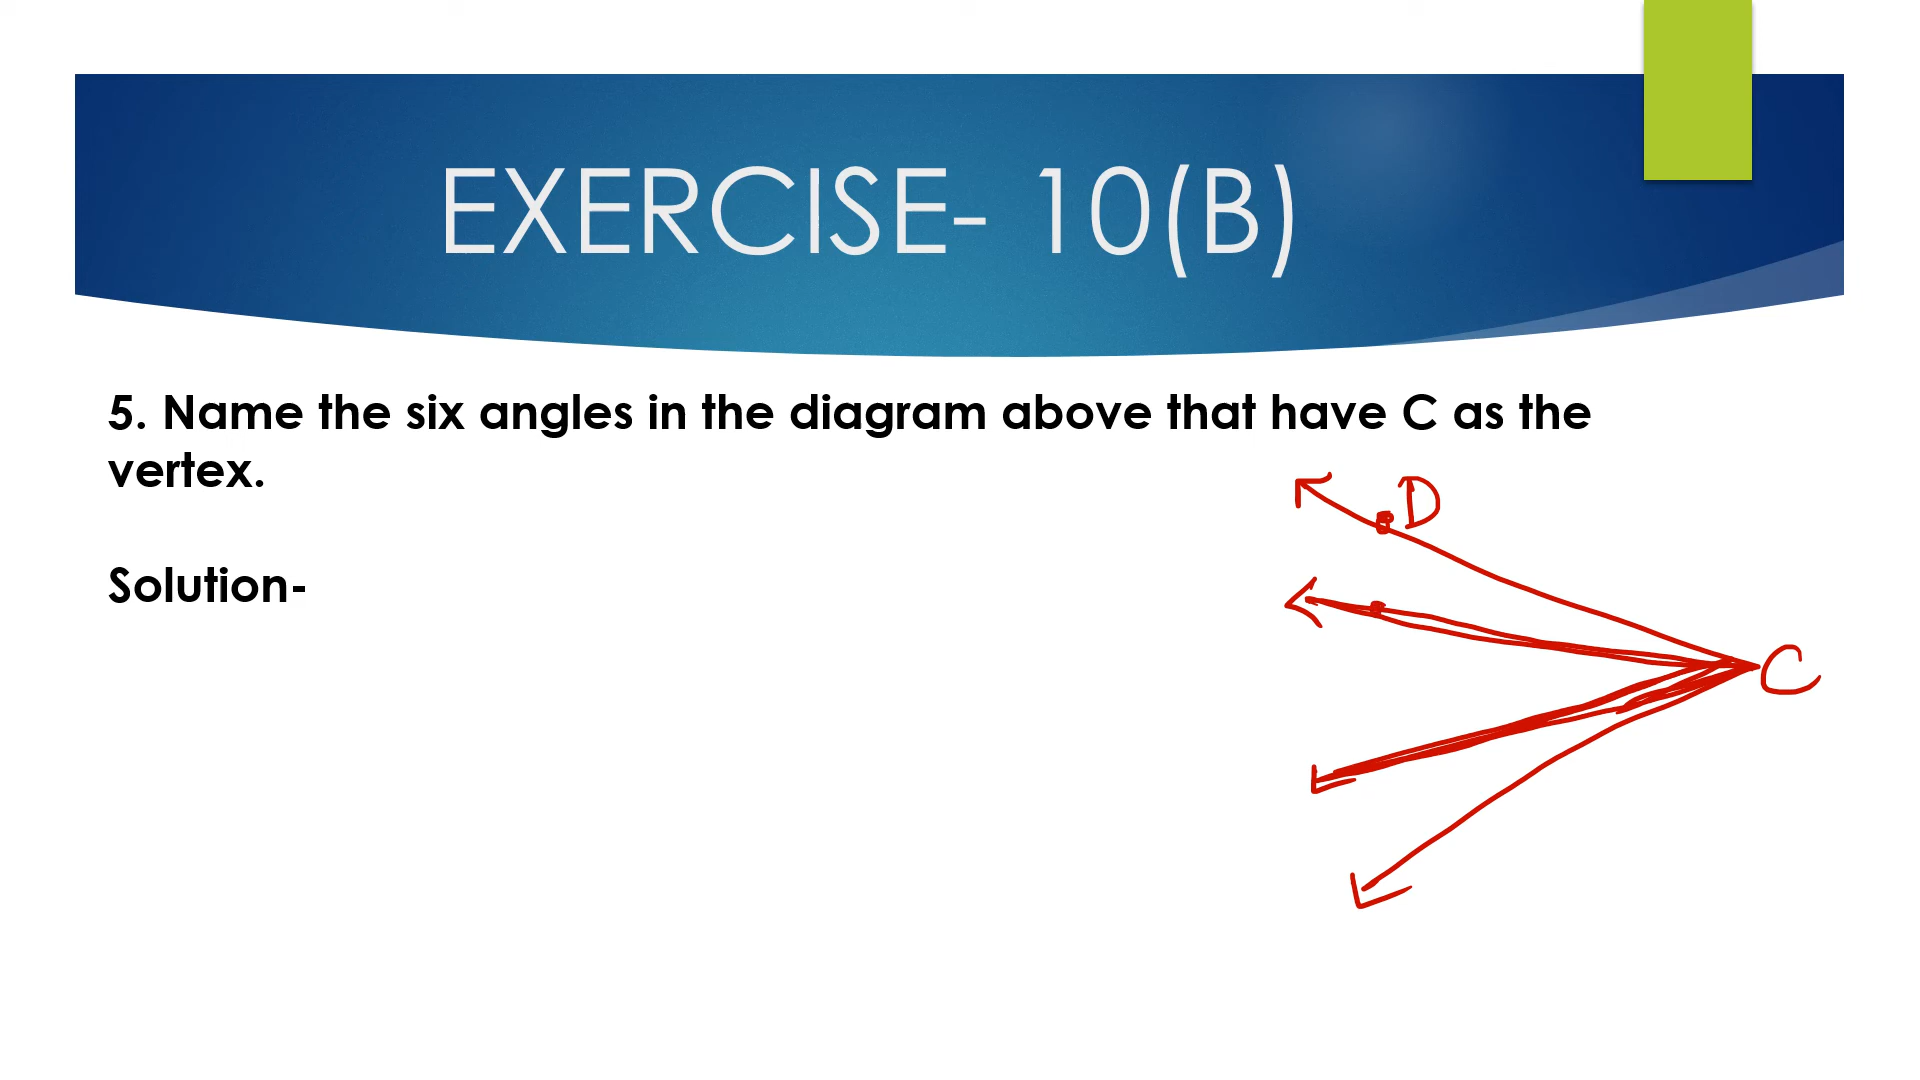 EXERCISE- 10(B)
5. Name the six angles in the diagram above that have C as the
vertex.
D
Solution-
C